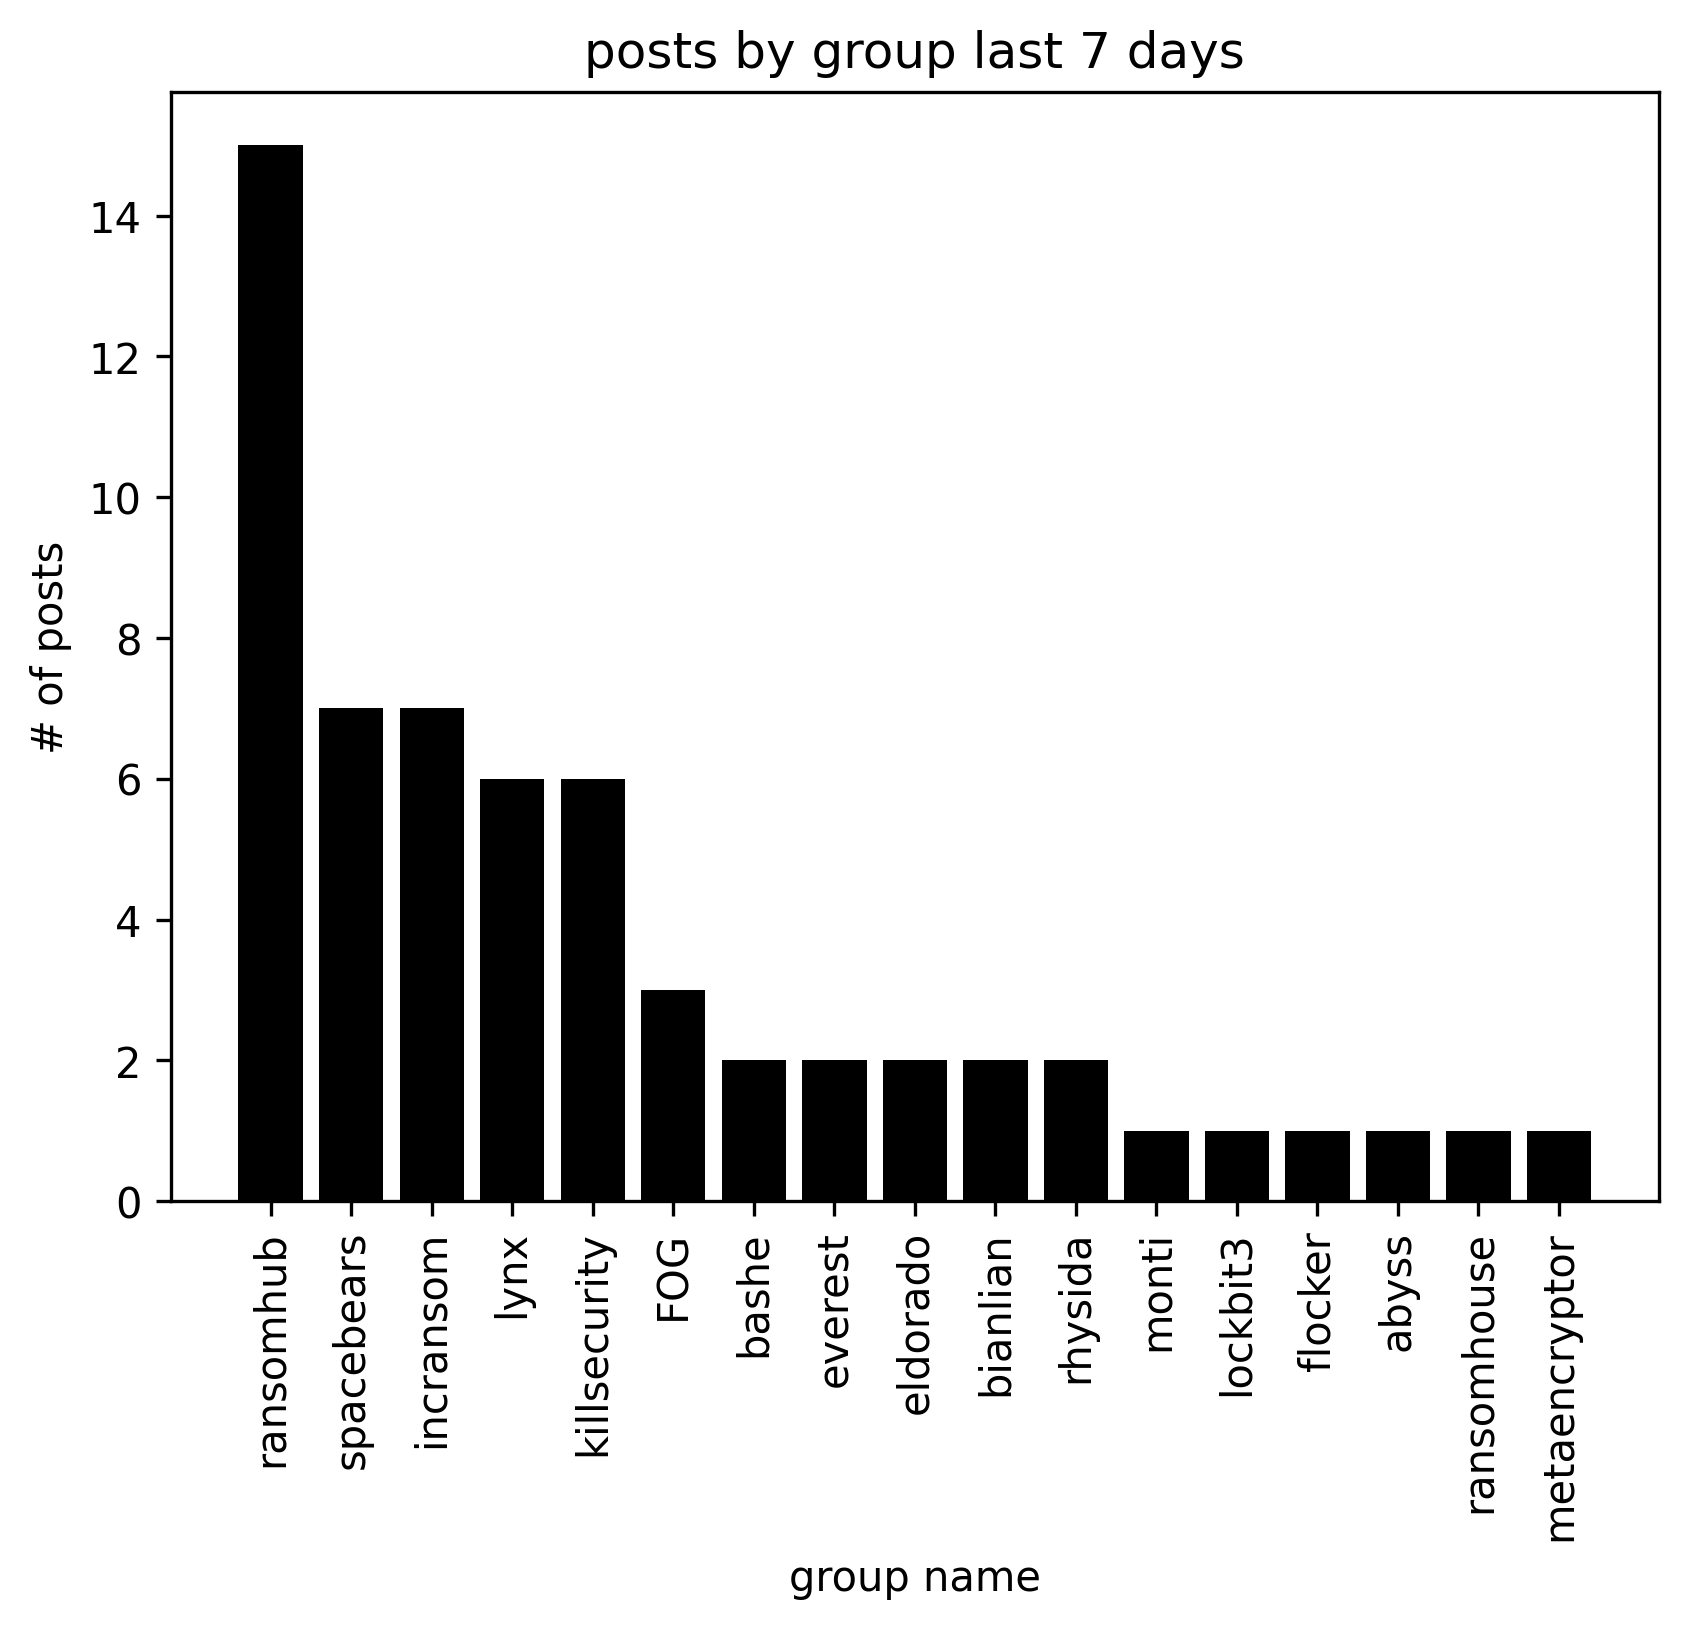 posts by group last 7 days
# of posts
14
12
10
8
6
4
2
0
ransomhub
spacebears
incransom
lynx
killsecurity
FOG
bashe
everest
eldorado
bianlian
rhysida
monti
lockbit3
flocker
abyss
ransomhouse
metaencryptor
group name